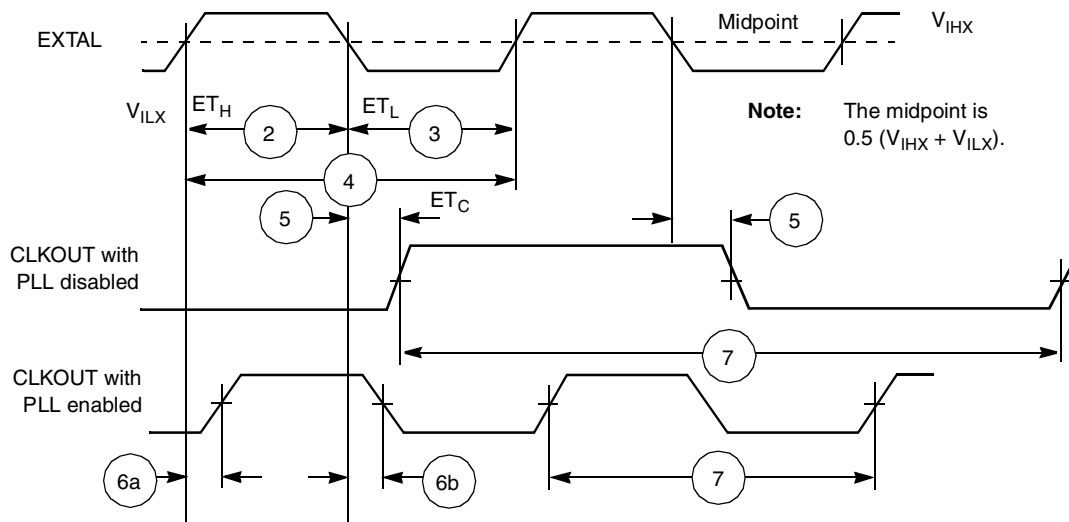 EXTAL
Midpoint
V_IHX
V_ILX
ET_H
ET_L
2
3
Note: The midpoint is
0.5 (V_IHX + V_ILX).
4
5
ET_C
5
CLKOUT with
PLL disabled
7
CLKOUT with
PLL enabled
6a
6b
7